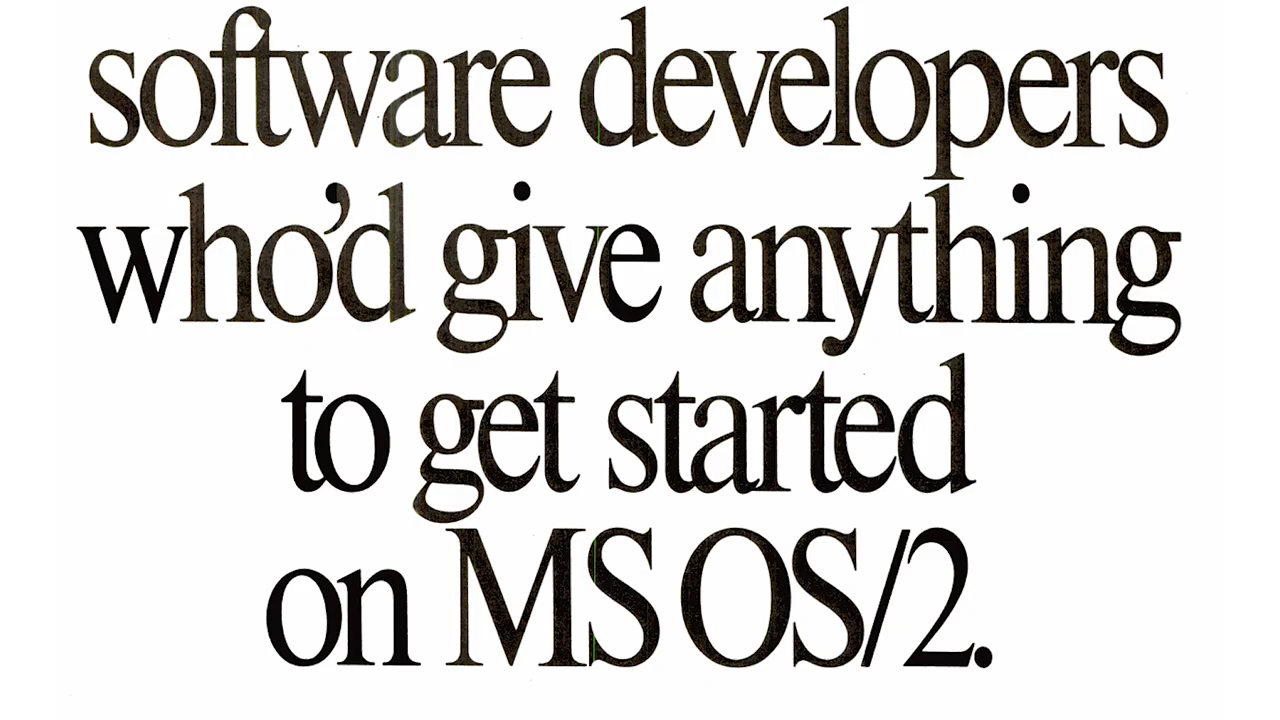 software developers
who'd give anything
to get started
on MS OS/2.